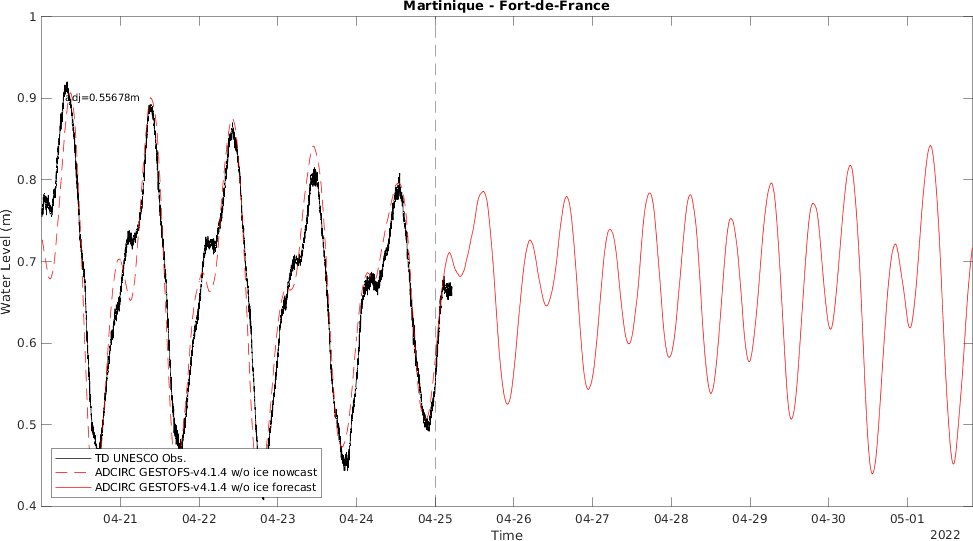 Martinique - Fort-de-France
1
0.9
0.8
0.7
0.6
0.5
0.4
Water Level (m)
adj=0.55678m
TD UNESCO Obs.
ADCIRC GESTOFS-v4.1.4 w/o ice nowcast
ADCIRC GESTOFS-v4.1.4 w/o ice forecast
04-21 04-22 04-23 04-24 04-25 04-26 04-27 04-28 04-29 04-30 05-01
Time
2022